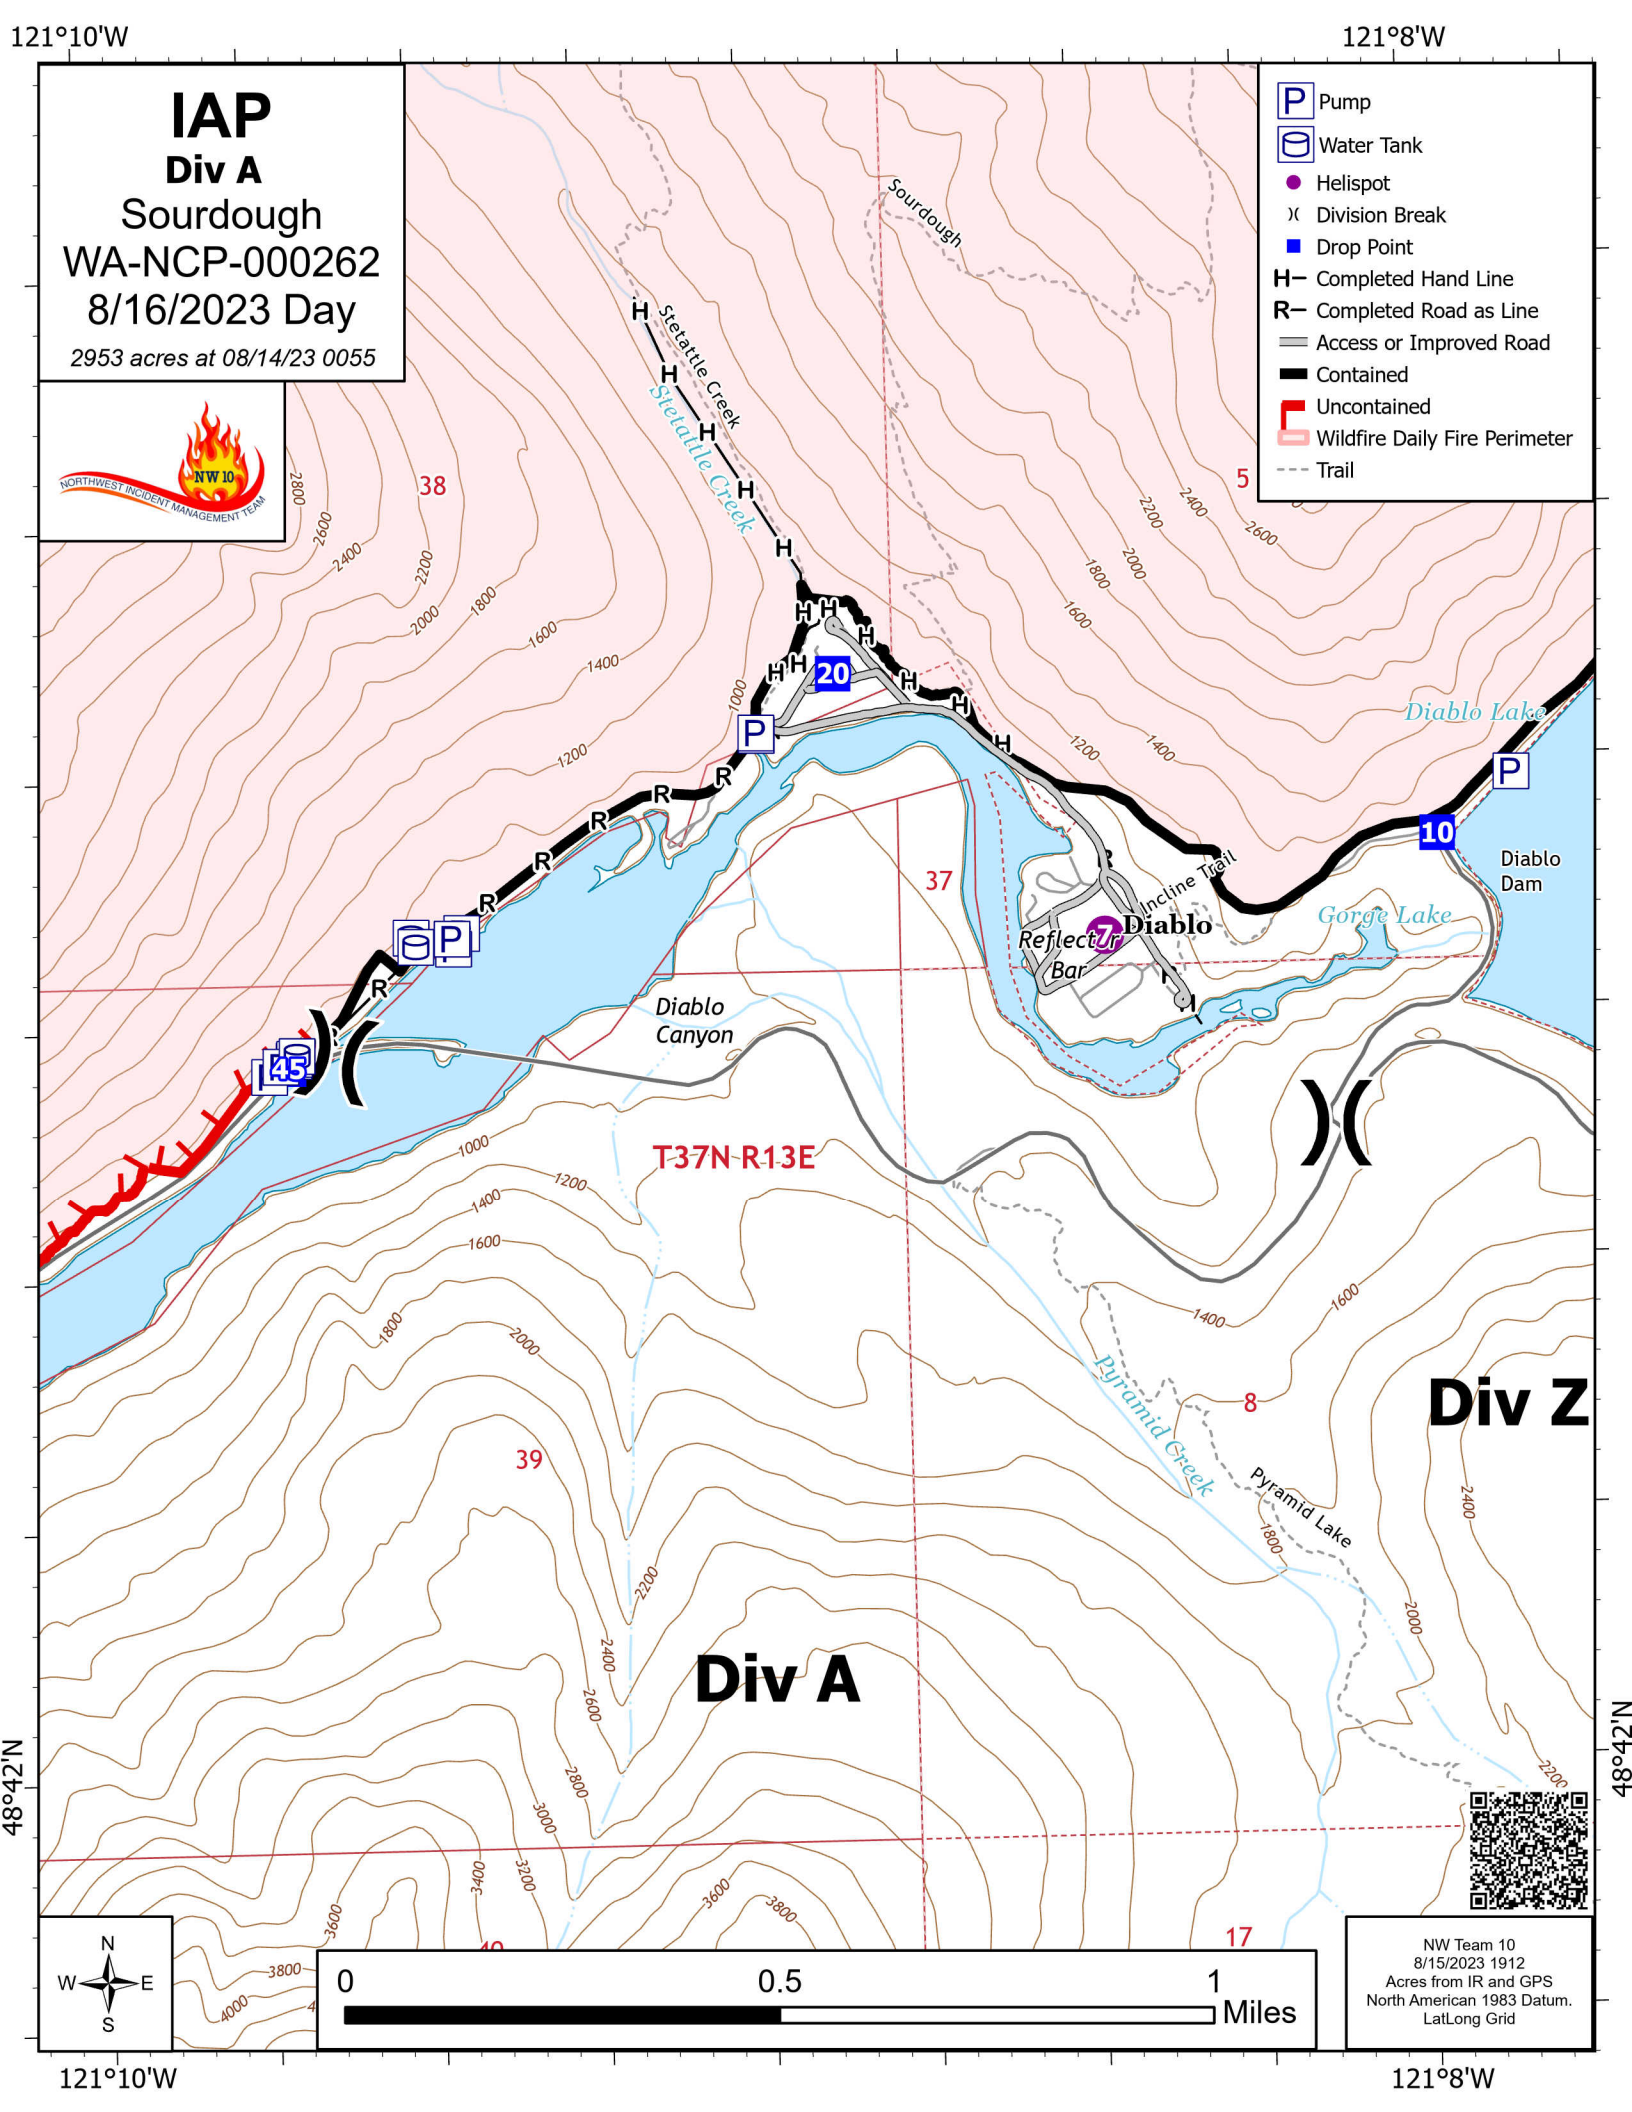 121°10'W
121°8'W
IAP
Div A
Sourdough
WA-NCP-000262
8/16/2023 Day
2953 acres at 08/14/23 0055
NW 10
NORTHWEST INCIDENT MANAGEMENT TEAM
P Pump
Water Tank
Helispot
Division Break
Drop Point
H Completed Hand Line
R Completed Road as Line
Access or Improved Road
Contained
Uncontained
Wildfire Daily Fire Perimeter
Trail
Sourdough
H
Stetattle Creek
H
Stetattle Creek
H
H
H
38
5
2800
2600
2400
2200
2000
1800
1600
1400
1200
1000
2200
2400
2600
2000
1800
1600
1400
1200
H
H
H
H
H
20
H
H
P
H
R
R
R
R
R
Diablo Lake
P
10
Diablo
Dam
37
R
Incline Trail
Gorge Lake
7
Diablo
Reflector
Bar
H
H
P
R
R
45
Diablo
Canyon
T37N R13E
1000
1200
1400
1600
1800
2000
1400
1600
Pyramid Creek
8
Div Z
39
Pyramid Lake
2400
1800
2000
2200
2200
2400
2600
2800
3000
3200
3400
3600
3600
3800
3800
4000
Div A
48°42'N
48°42'N
40
17
N
W E
S
0 0.5 1
Miles
NW Team 10
8/15/2023 1912
Acres from IR and GPS
North American 1983 Datum.
LatLong Grid
121°10'W
121°8'W